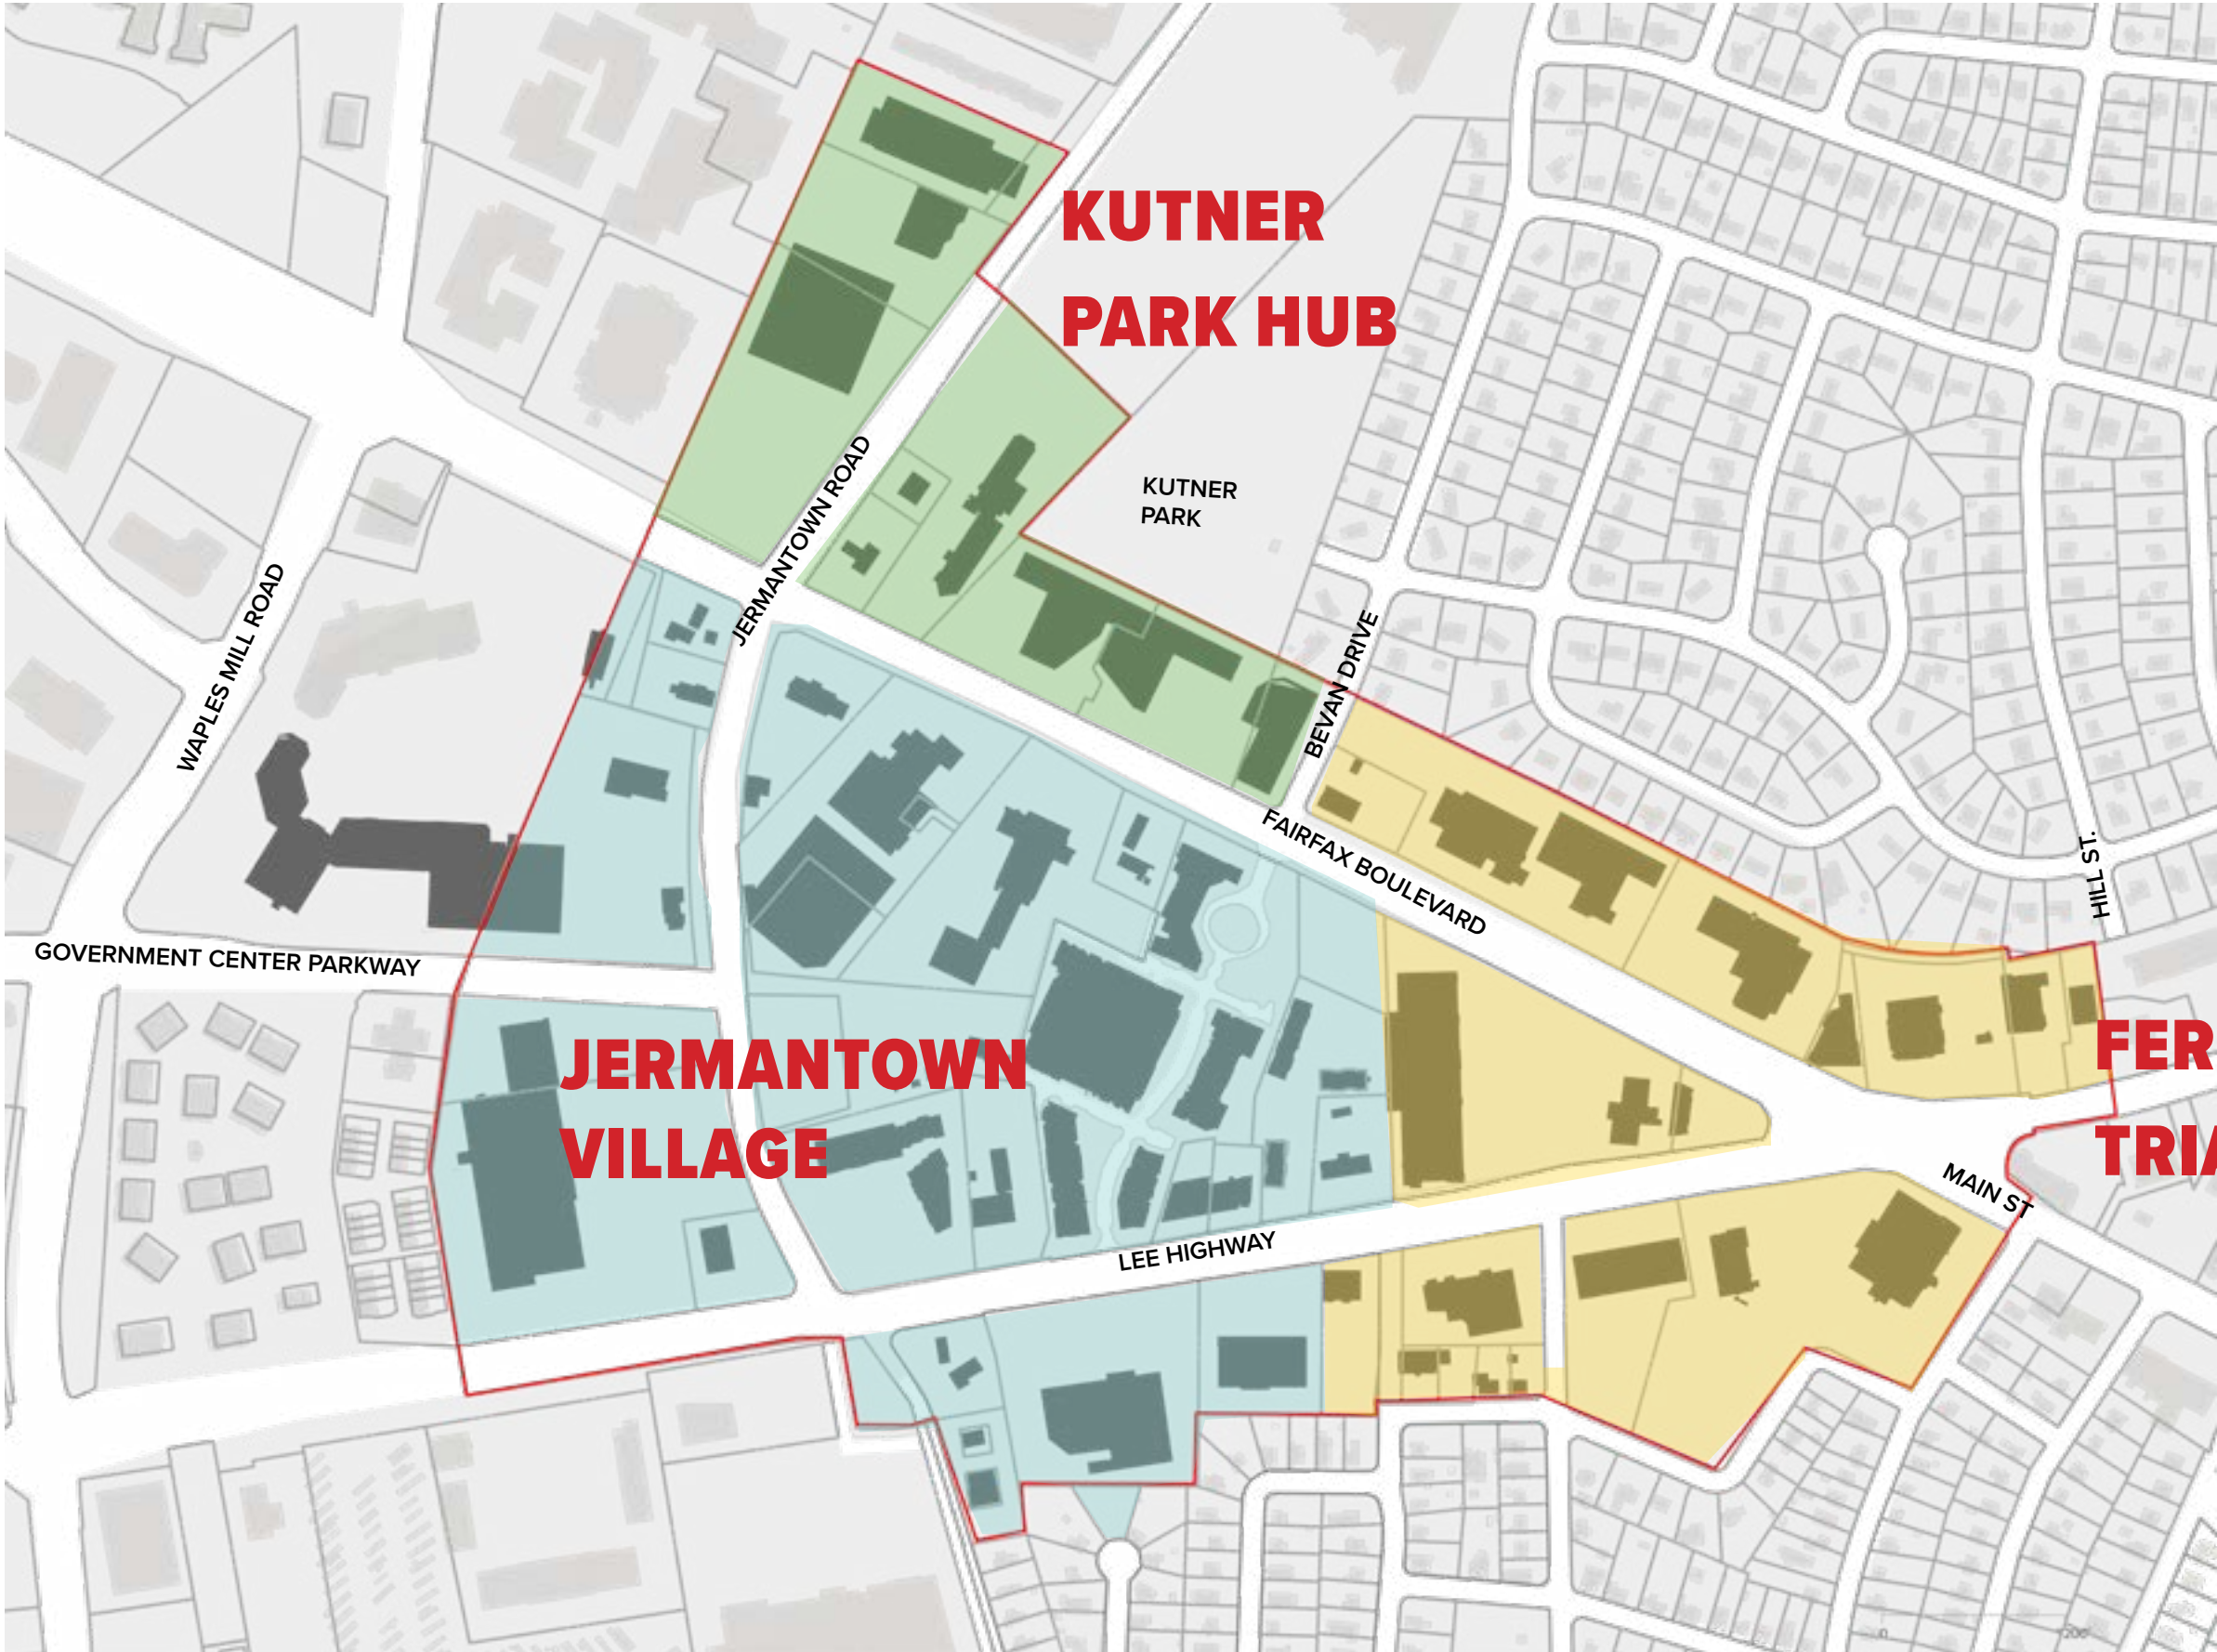 KUTNER
PARK HUB
KUTNER
PARK
JERMANTOWN ROAD
WAPLES MILL ROAD
BEVAN DRIVE
FAIRFAX BOULEVARD
HILL ST.
GOVERNMENT CENTER PARKWAY
JERMANTOWN
VILLAGE
FER
TRIA
MAIN ST
LEE HIGHWAY